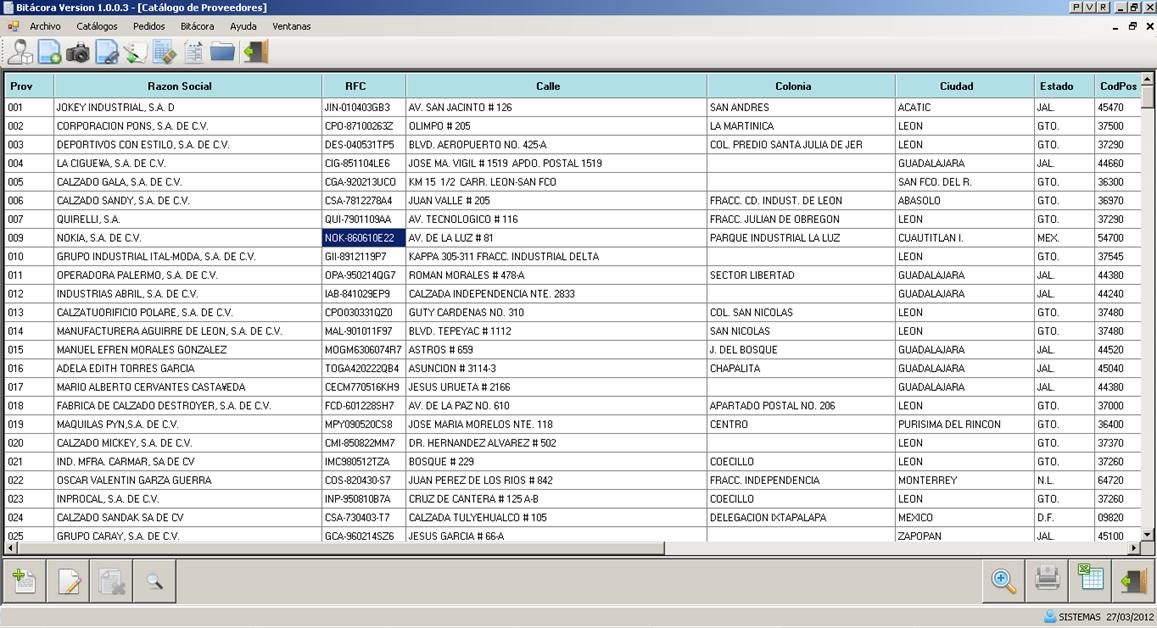 Bitácora Version 1.0.0.3 - [Catálogo de Proveedores] P V R
Archivo Catálogos Pedidos Bitácora Ayuda Ventanas
Prov Razon Social RFC Calle Colonia Ciudad Estado CodPos
001 JOKEY INDUSTRIAL, S.A. D JIN-010403GB3 AV. SAN JACINTO # 126 SAN ANDRES ACATIC JAL. 45470
002 CORPORACION PONS, S.A. DE C.V. CPO-87100263Z OLIMPO # 205 LA MARTINICA LEON GTO. 37500
003 DEPORTIVOS CON ESTILO, S.A. DE C.V. DES-040531TP5 BLVD. AEROPUERTO NO. 425-A COL. PREDIO SANTA JULIA DE JER LEON GTO. 37290
004 LA CIGUE¥A, S.A. DE C.V. CIG-851104LE6 JOSE MA. VIGIL # 1519 APDO. POSTAL 1519 GUADALAJARA JAL. 44660
005 CALZADO GALA, S.A. DE C.V. CGA-920213UC0 KM 15 1/2 CARR. LEON-SAN FCO SAN FCO. DEL R. GTO. 36300
006 CALZADO SANDY, S.A. DE C.V. CSA-7812278A4 JUAN VALLE # 205 FRACC. CD. INDUST. DE LEON ABASOLO GTO. 36970
007 QUIRELLI, S.A. QUI-7901109AA AV. TECNOLOGICO # 116 FRACC. JULIAN DE OBREGON LEON GTO. 37290
009 NOKIA, S.A. DE C.V. NOK-860610E22 AV. DE LA LUZ # 81 PARQUE INDUSTRIAL LA LUZ CUAUTITLAN I. MEX. 54700
010 GRUPO INDUSTRIAL ITAL-MODA, S.A. DE C.V. GII-8912119P7 KAPPA 305-311 FRACC. INDUSTRIAL DELTA LEON GTO. 37545
011 OPERADORA PALERMO, S.A. DE C.V. OPA-950214QG7 ROMAN MORALES # 478-A SECTOR LIBERTAD GUADALAJARA JAL. 44380
012 INDUSTRIAS ABRIL, S.A. DE C.V. IAB-841029EP9 CALZADA INDEPENDENCIA NTE. 2833 GUADALAJARA JAL. 44240
013 CALZATUORIFICIO POLARE, S.A. DE C.V. CPO030331QZ0 GUTY CARDENAS NO. 310 COL. SAN NICOLAS LEON GTO. 37480
014 MANUFACTURERA AGUIRRE DE LEON, S.A. DE C.V. MAL-901011F97 BLVD. TEPEYAC # 1112 SAN NICOLAS LEON GTO. 37480
015 MANUEL EFREN MORALES GONZALEZ MOGM6306074R7 ASTROS # 659 J. DEL BOSQUE GUADALAJARA JAL. 44520
016 ADELA EDITH TORRES GARCIA TOGA420222QB4 ASUNCION # 3114-3 CHAPALITA GUADALAJARA JAL. 45040
017 MARIO ALBERTO CERVANTES CASTA¥EDA CECM770516KH9 JESUS URUETA # 2166 GUADALAJARA JAL. 44380
018 FABRICA DE CALZADO DESTROYER, S.A. DE C.V. FCD-601228SH7 AV. DE LA PAZ NO. 610 APARTADO POSTAL NO. 206 LEON GTO. 37000
019 MAQUILAS PYN,S.A. DE C.V. MPY090520CS8 JOSE MARIA MORELOS NTE. 118 CENTRO PURISIMA DEL RINCON GTO. 36400
020 CALZADO MICKEY, S.A. DE C.V. CMI-850822MM7 DR. HERNANDEZ ALVAREZ # 502 LEON GTO. 37370
021 IND. MFRA. CARMAR, SA DE CV IMC980512TZA BOSQUE # 229 COECILLO LEON GTO. 37260
022 OSCAR VALENTIN GARZA GUERRA COS-820430-S7 JUAN PEREZ DE LOS RIOS # 842 FRACC. INDEPENDENCIA MONTERREY N.L. 64720
023 INPROCAL, S.A. DE C.V. INP-950810B7A CRUZ DE CANTERA # 125 A-B COECILLO LEON GTO. 37260
024 CALZADO SANDAK SA DE CV CSA-730403-T7 CALZADA TULYEHUALCO # 105 DELEGACION IXTAPALAPA MEXICO D.F. 09820
025 GRUPO CARAY, S.A. DE C.V. GCA-960214SZ6 JESUS GARCIA # 66-A ZAPOPAN JAL. 45100
SISTEMAS 27/03/2012